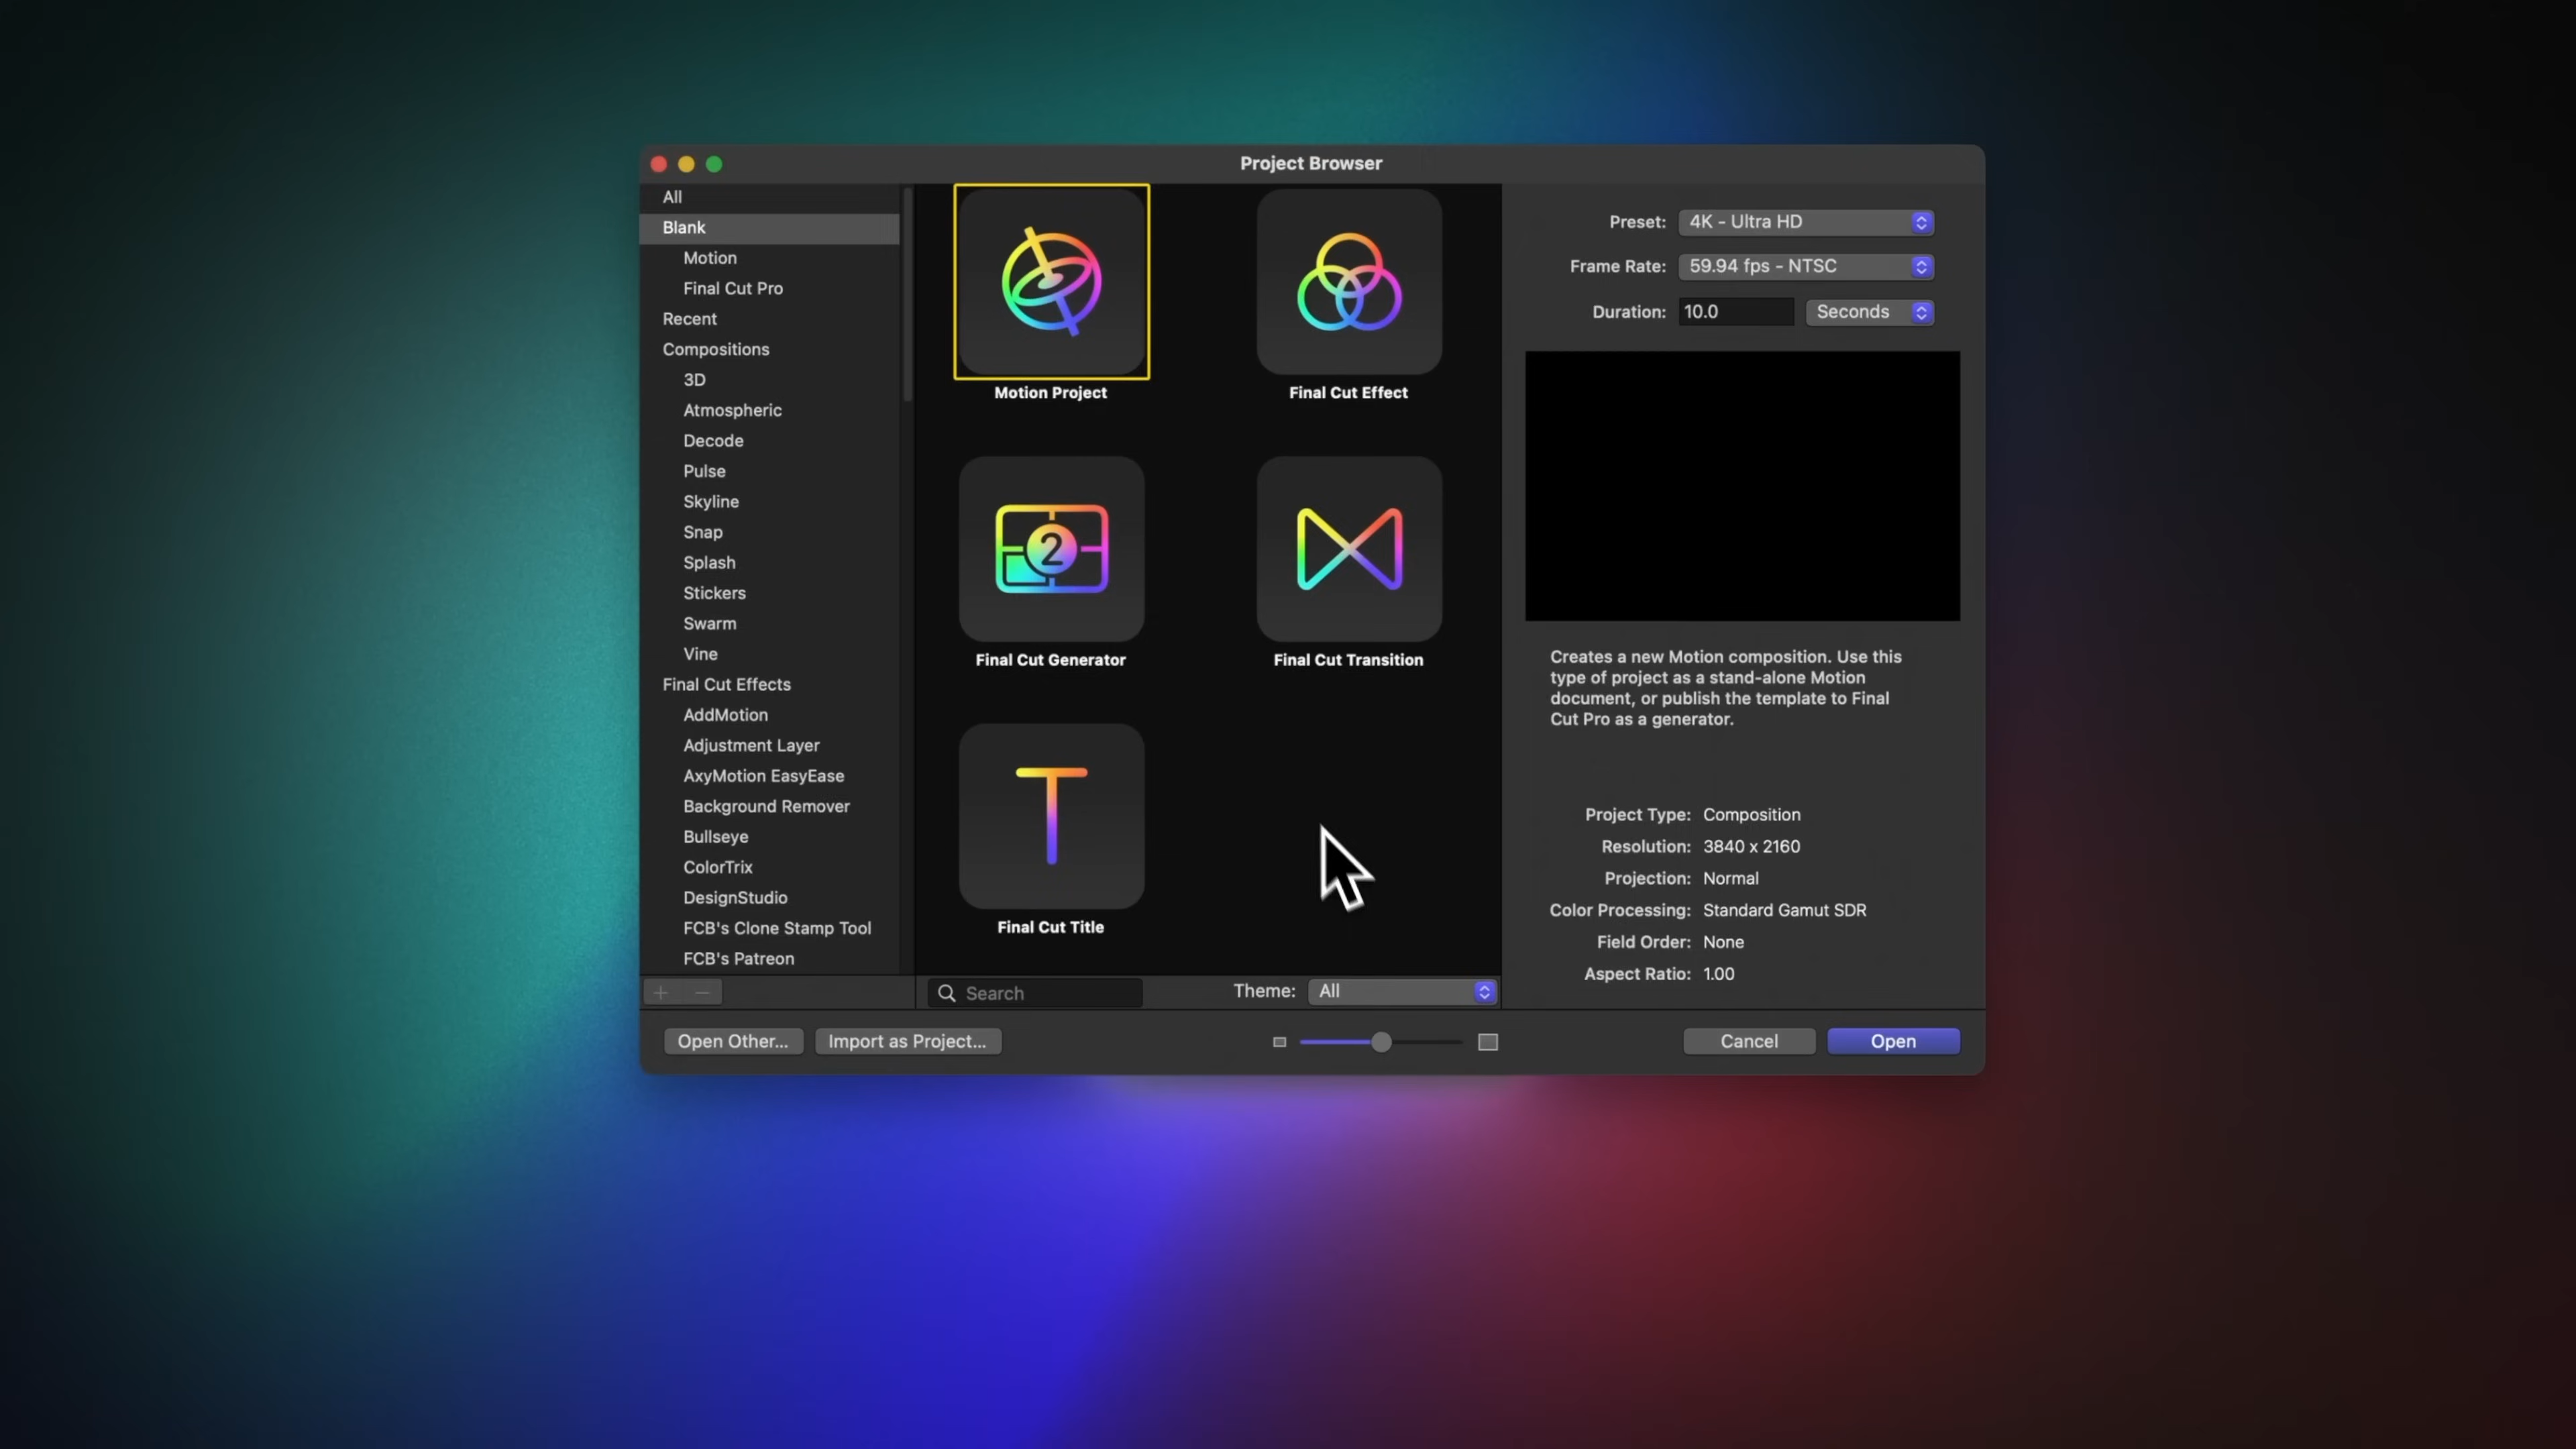 Project Browser
All
Blank
Motion
Final Cut Pro
Recent
Compositions
3D
Atmospheric
Decode
Pulse
Skyline
Snap
Splash
Stickers
Swarm
Vine
Final Cut Effects
AddMotion
Adjustment Layer
AxyMotion EasyEase
Background Remover
Bullseye
ColorTrix
DesignStudio
FCB's Clone Stamp Tool
FCB's Patreon
Motion Project
Final Cut Effect
2
Final Cut Generator
Final Cut Transition
T
Final Cut Title
Search
Theme: All
Preset: 4K - Ultra HD
Frame Rate: 59.94 fps - NTSC
Duration: 10.0 Seconds
Creates a new Motion composition. Use this
type of project as a stand-alone Motion
document, or publish the template to Final
Cut Pro as a generator.
Project Type: Composition
Resolution: 3840 x 2160
Projection: Normal
Color Processing: Standard Gamut SDR
Field Order: None
Aspect Ratio: 1.00
Open Other...
Import as Project...
Cancel
Open